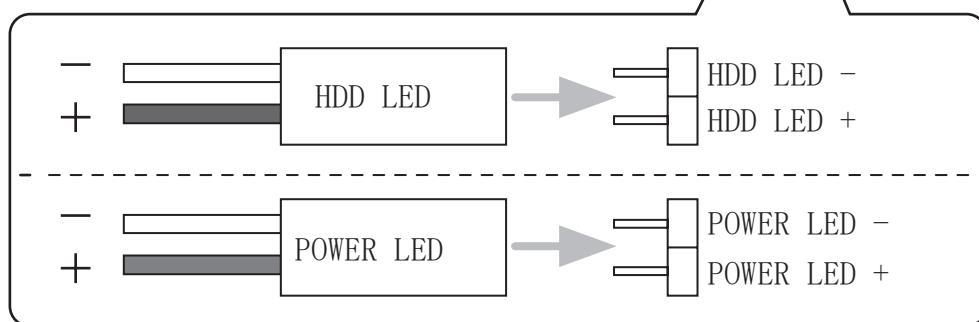 −
+
HDD LED
HDD LED −
HDD LED +
−
+
POWER LED
POWER LED −
POWER LED +